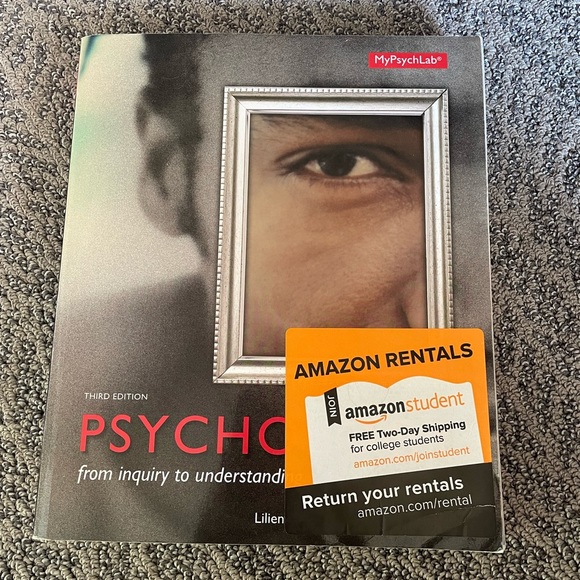 MyPsychLab®
THIRD EDITION
PSYCHO
from inquiry to understandi
Lilien
AMAZON RENTALS
JOIN
amazonstudent
FREE Two-Day Shipping
for college students
amazon.com/joinstudent
Return your rentals
amazon.com/rental